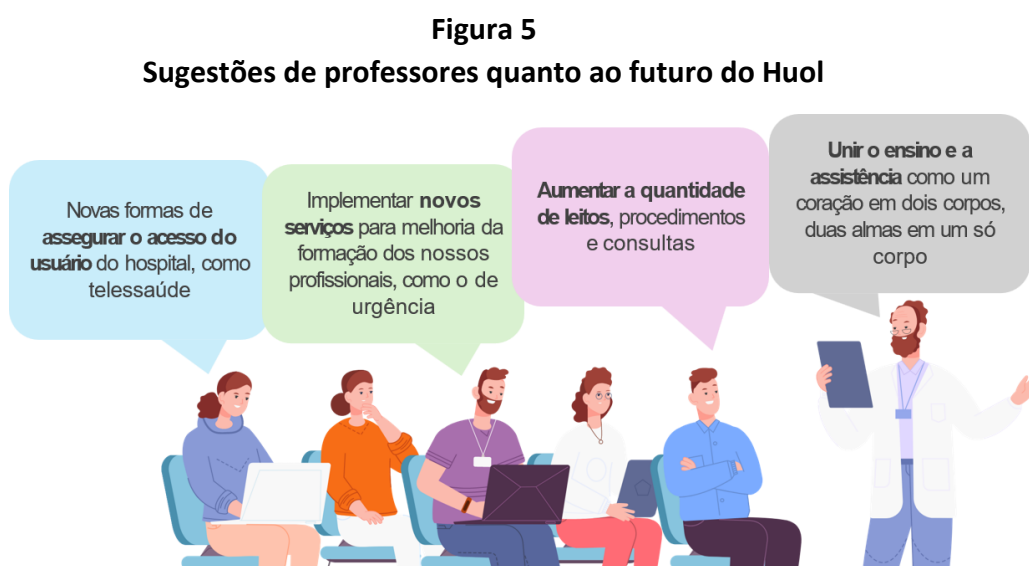 Figura 5
Sugestões de professores quanto ao futuro do Huol
Novas formas de
assegurar o acesso do
usuário do hospital, como
telessaúde
Implementar novos
serviços para melhoria da
formação dos nossos
profissionais, como o de
urgência
Aumentar a quantidade
de leitos, procedimentos
e consultas
Unir o ensino e a
assistência como um
coração em dois corpos,
duas almas em um só
corpo